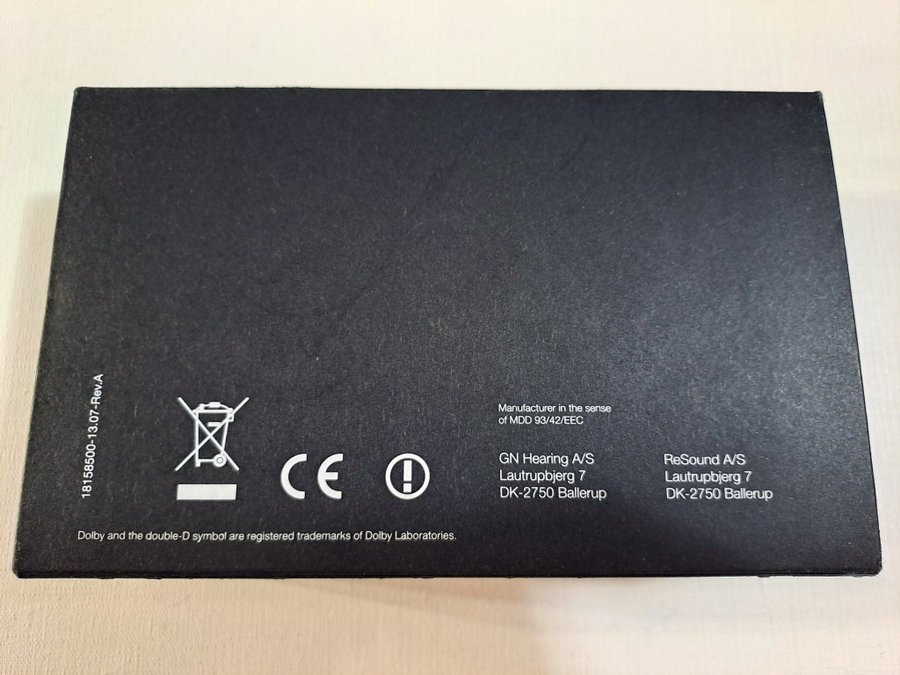 18158500-13.07-Rev.A
CE
Manufacturer in the sense
of MDD 93/42/EEC
GN Hearing A/S
Lautrupbjerg 7
DK-2750 Ballerup
ReSound A/S
Lautrupbjerg 7
DK-2750 Ballerup
Dolby and the double-D symbol are registered trademarks of Dolby Laboratories.